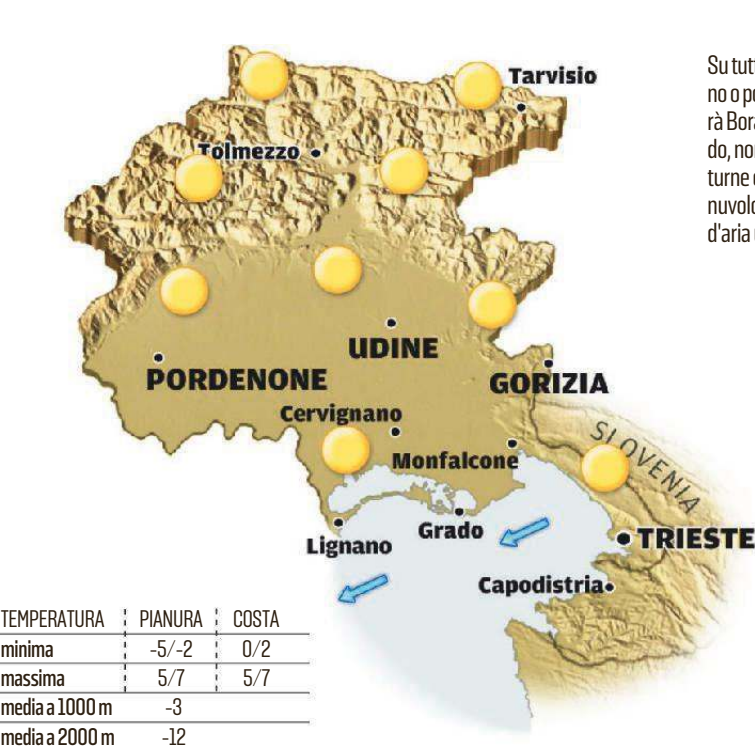 Tarvisio
Tolmezzo
UDINE
PORDENONE
GORIZIA
Cervignano
Monfalcone
SLOVENIA
Grado
Lignano
TRIESTE
Capodistria
TEMPERATURA PIANURA COSTA
minima -5/-2 0/2
massima 5/7 5/7
media a 1000 m -3
media a 2000 m -12
Su tut
no o p
rà Bora
do, no
turne
nuvolo
d'aria